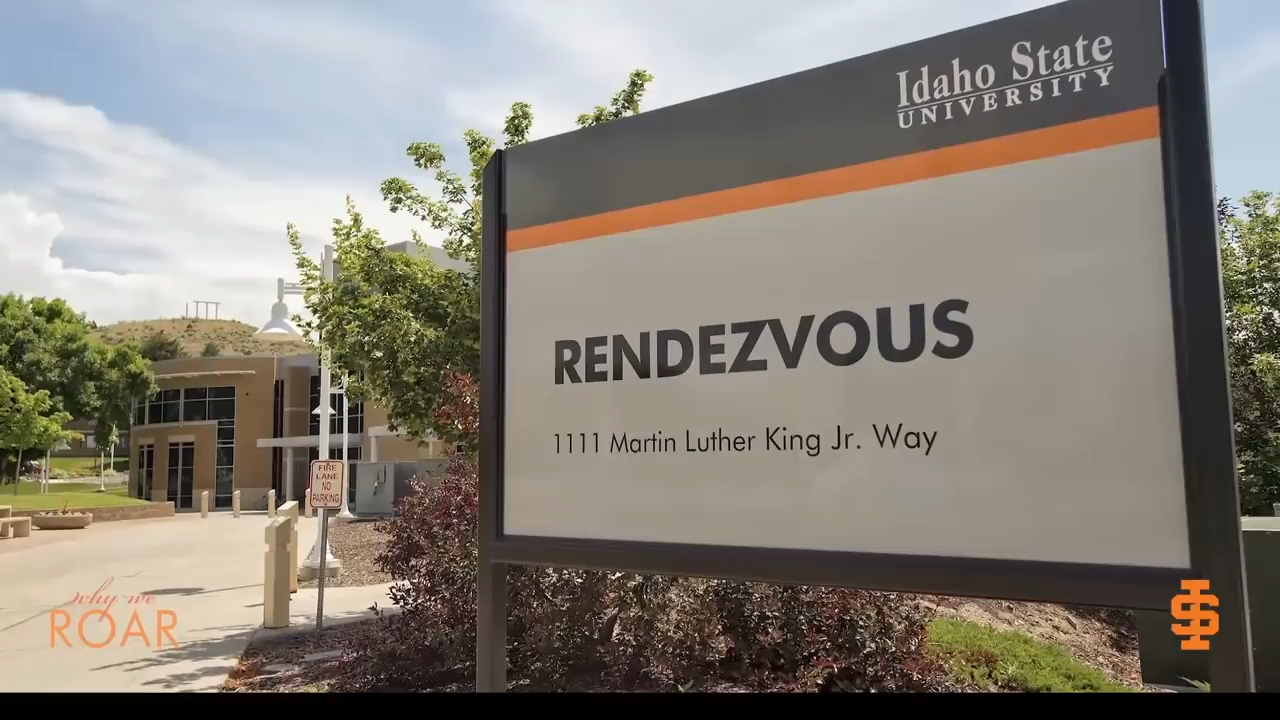 Idaho State
UNIVERSITY
RENDEZVOUS
1111 Martin Luther King Jr. Way
FIRE
LANE
NO
PARKING
why we
ROAR